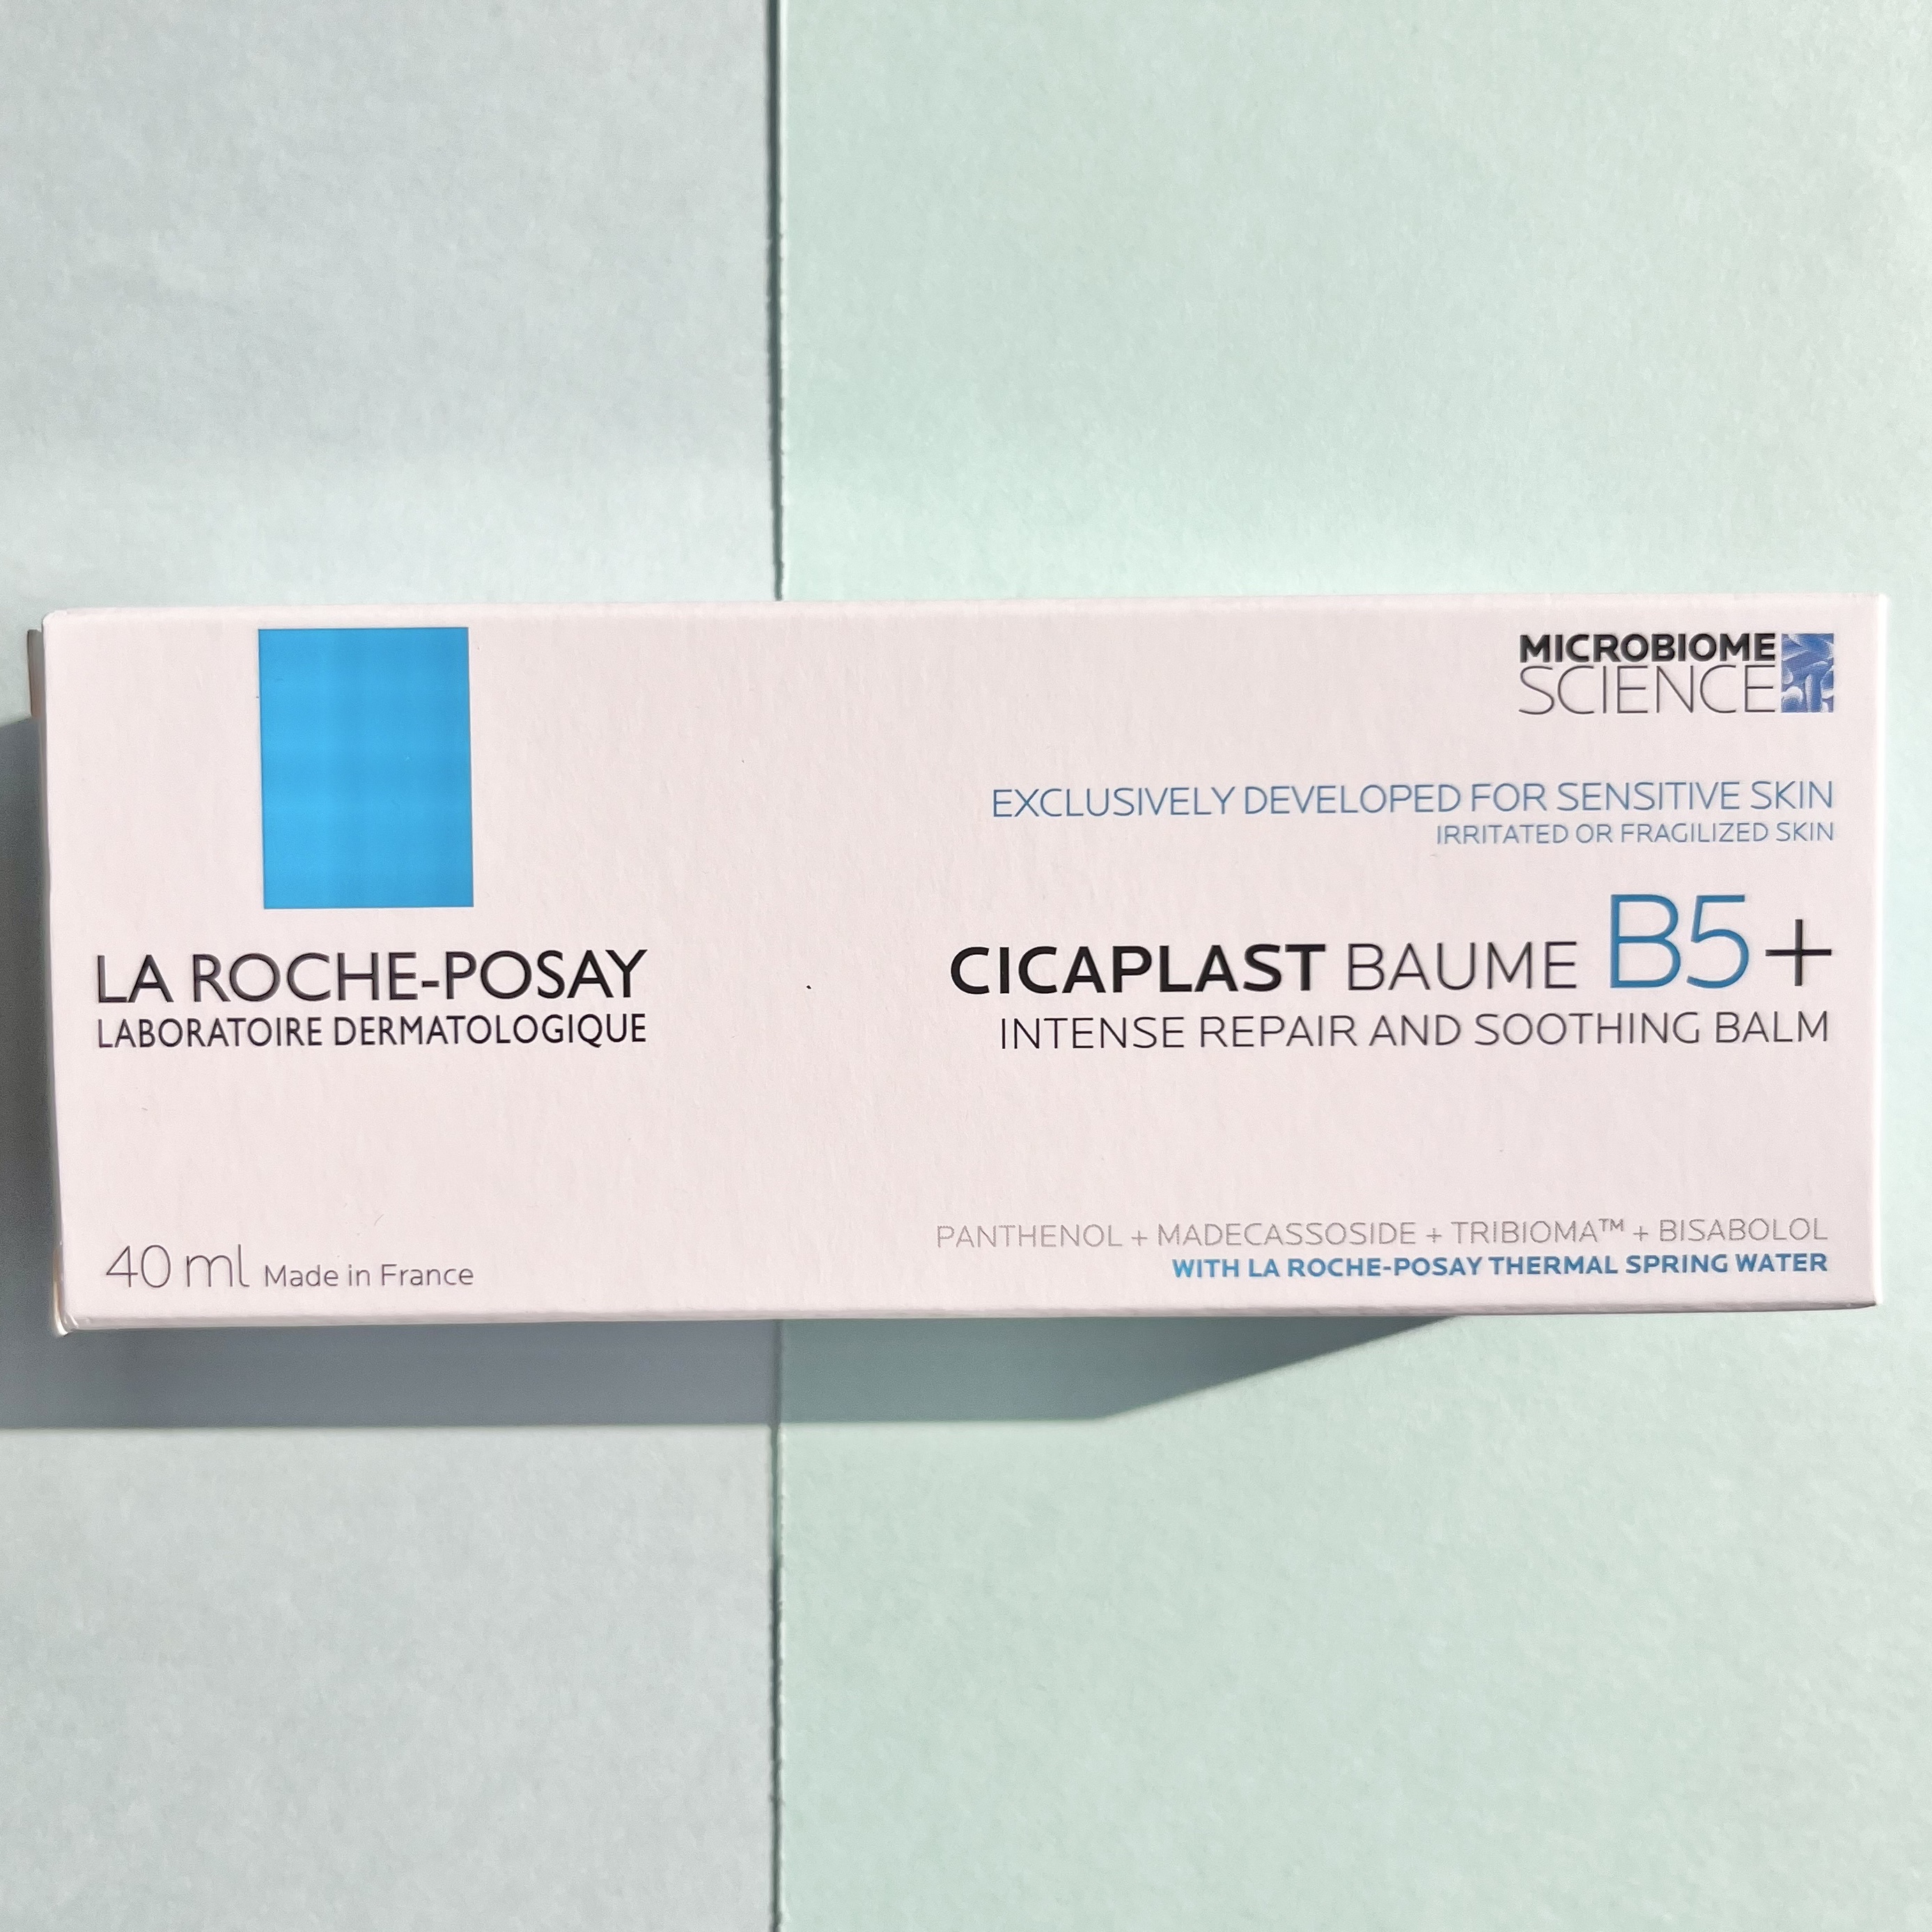 MICROBIOME
SCIENCE
EXCLUSIVELY DEVELOPED FOR SENSITIVE SKIN
IRRITATED OR FRAGILIZED SKIN
LA ROCHE-POSAY
LABORATOIRE DERMATOLOGIQUE
CICAPLAST BAUME B5+
INTENSE REPAIR AND SOOTHING BALM
40 ml Made in France
PANTHENOL + MADECASSOSIDE + TRIBIOMA™ + BISABOLOL
WITH LA ROCHE-POSAY THERMAL SPRING WATER